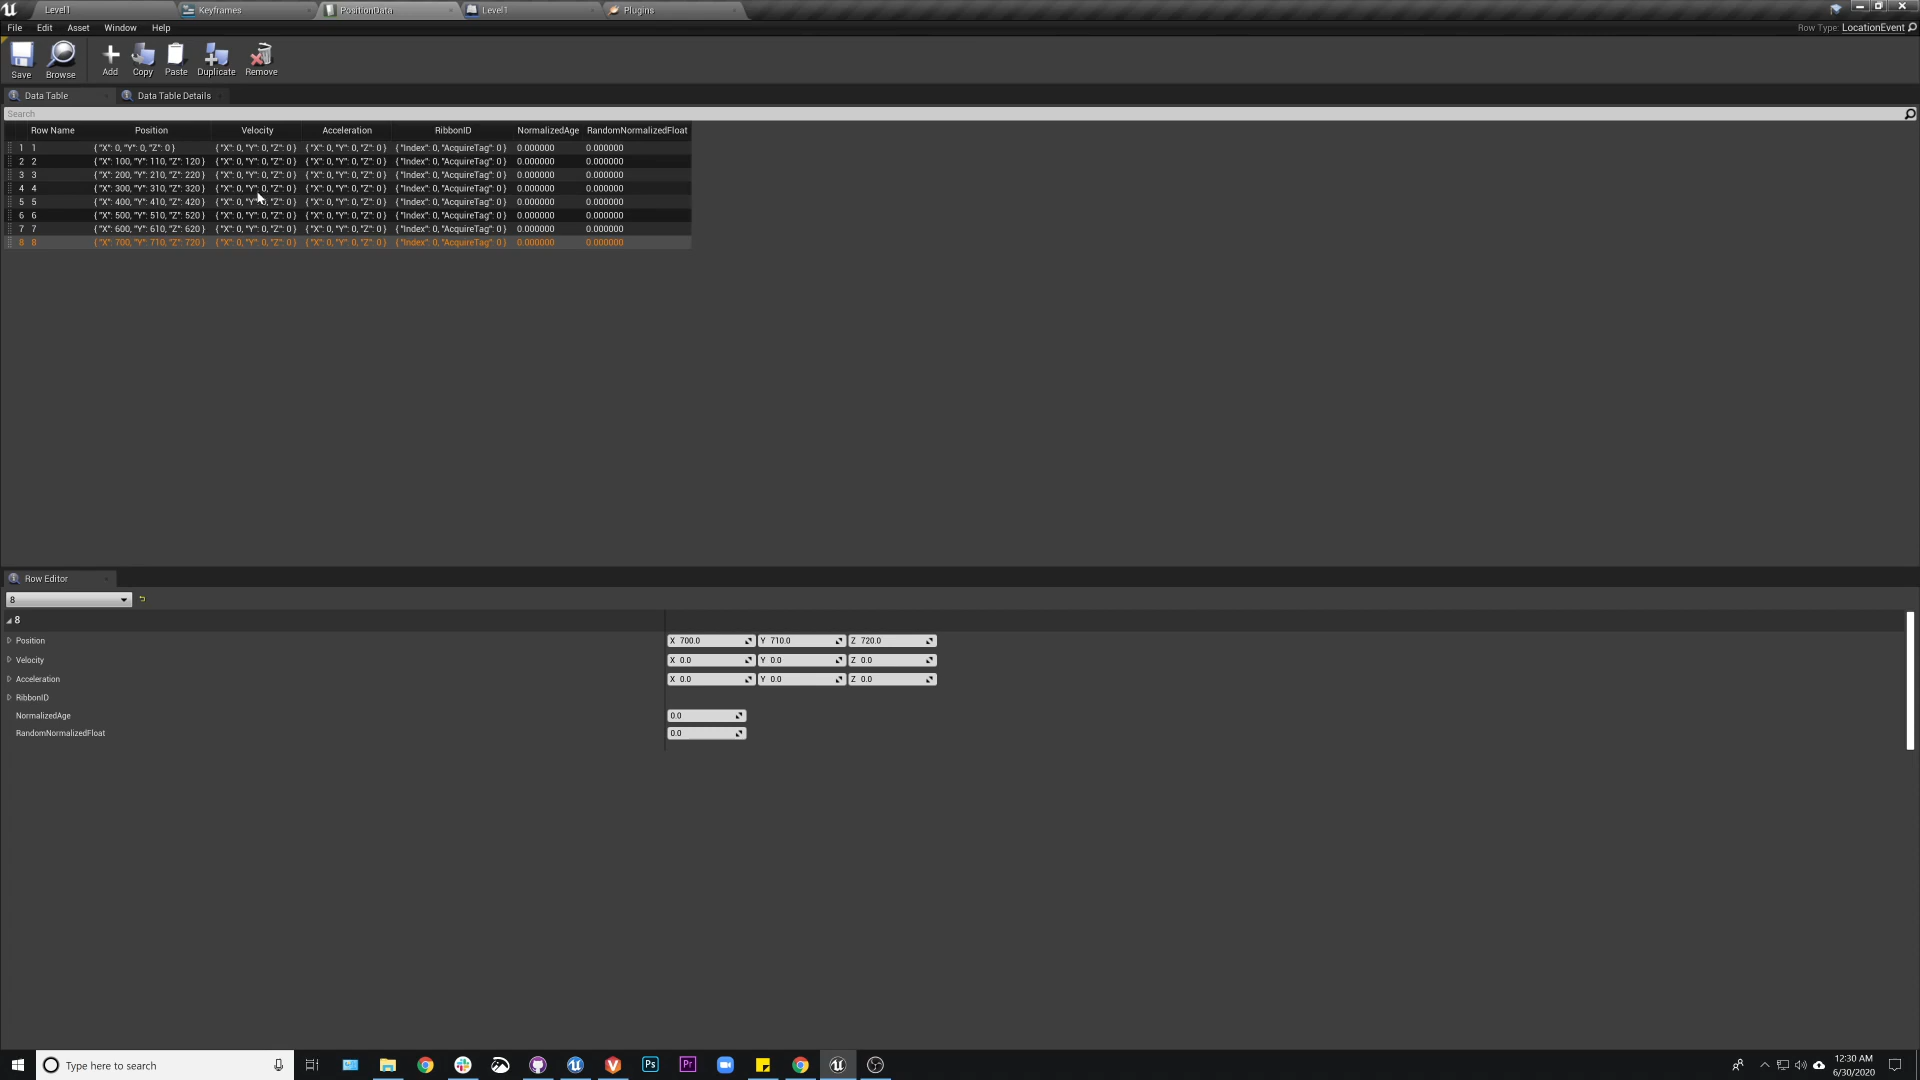 Level1 Keyframes PositionData Level1 Plugins
File Edit Asset Window Help Row Type: LocationEvent
Save Browse Add Copy Paste Duplicate Remove
Data Table Data Table Details
Search
Row Name Position Velocity Acceleration RibbonID NormalizedAge RandomNormalizedFloat
1 1 { "X": 0, "Y": 0, "Z": 0 } { "X": 0, "Y": 0, "Z": 0 } { "X": 0, "Y": 0, "Z": 0 } { "Index": 0, "AcquireTag": 0 } 0.000000 0.000000
2 2 { "X": 100, "Y": 110, "Z": 120 } { "X": 0, "Y": 0, "Z": 0 } { "X": 0, "Y": 0, "Z": 0 } { "Index": 0, "AcquireTag": 0 } 0.000000 0.000000
3 3 { "X": 200, "Y": 210, "Z": 220 } { "X": 0, "Y": 0, "Z": 0 } { "X": 0, "Y": 0, "Z": 0 } { "Index": 0, "AcquireTag": 0 } 0.000000 0.000000
4 4 { "X": 300, "Y": 310, "Z": 320 } { "X": 0, "Y": 0, "Z": 0 } { "X": 0, "Y": 0, "Z": 0 } { "Index": 0, "AcquireTag": 0 } 0.000000 0.000000
5 5 { "X": 400, "Y": 410, "Z": 420 } { "X": 0, "Y": 0, "Z": 0 } { "X": 0, "Y": 0, "Z": 0 } { "Index": 0, "AcquireTag": 0 } 0.000000 0.000000
6 6 { "X": 500, "Y": 510, "Z": 520 } { "X": 0, "Y": 0, "Z": 0 } { "X": 0, "Y": 0, "Z": 0 } { "Index": 0, "AcquireTag": 0 } 0.000000 0.000000
7 7 { "X": 600, "Y": 610, "Z": 620 } { "X": 0, "Y": 0, "Z": 0 } { "X": 0, "Y": 0, "Z": 0 } { "Index": 0, "AcquireTag": 0 } 0.000000 0.000000
8 8 { "X": 700, "Y": 710, "Z": 720 } { "X": 0, "Y": 0, "Z": 0 } { "X": 0, "Y": 0, "Z": 0 } { "Index": 0, "AcquireTag": 0 } 0.000000 0.000000
Row Editor
8
8
Position X 700.0 Y 710.0 Z 720.0
Velocity X 0.0 Y 0.0 Z 0.0
Acceleration X 0.0 Y 0.0 Z 0.0
RibbonID
NormalizedAge 0.0
RandomNormalizedFloat 0.0
Type here to search Ps Pr 12:30 AM
6/30/2020